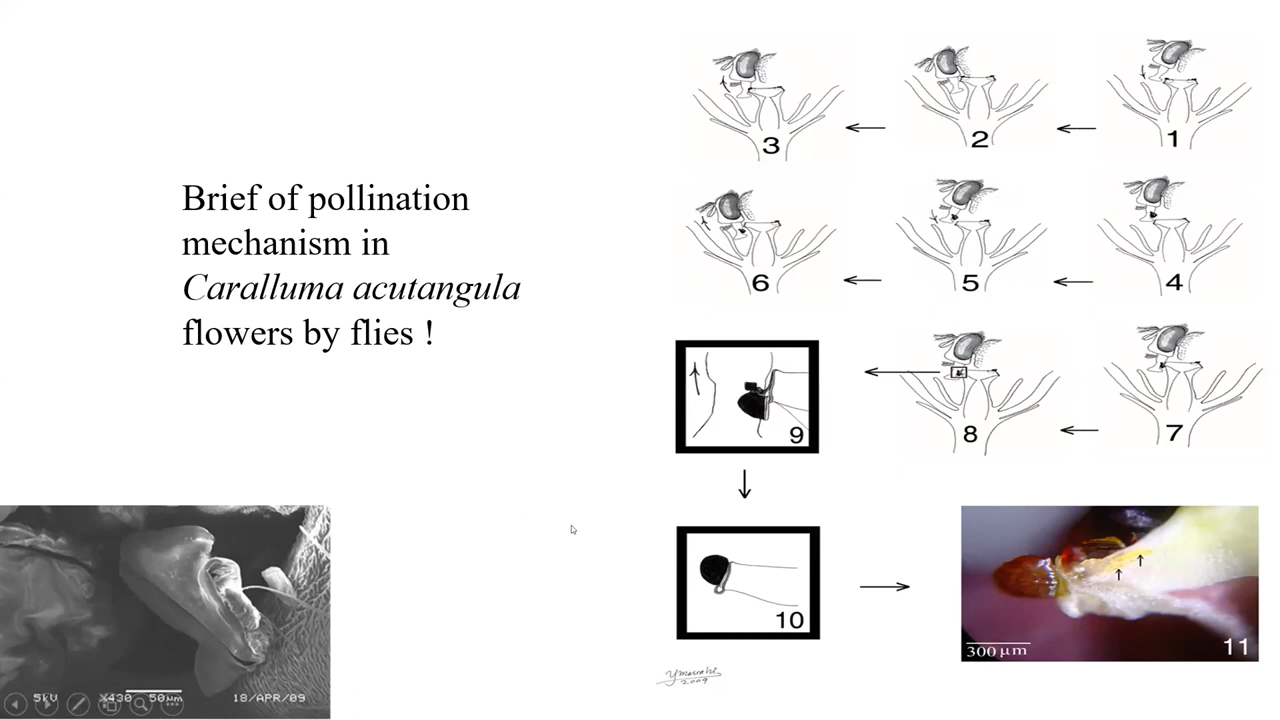 Brief of pollination
mechanism in
Caralluma acutangula
flowers by flies !
3
2
1
6
5
4
9
8
7
10
300 µm
11
2009
5kV X430 50µm 18/APR/09